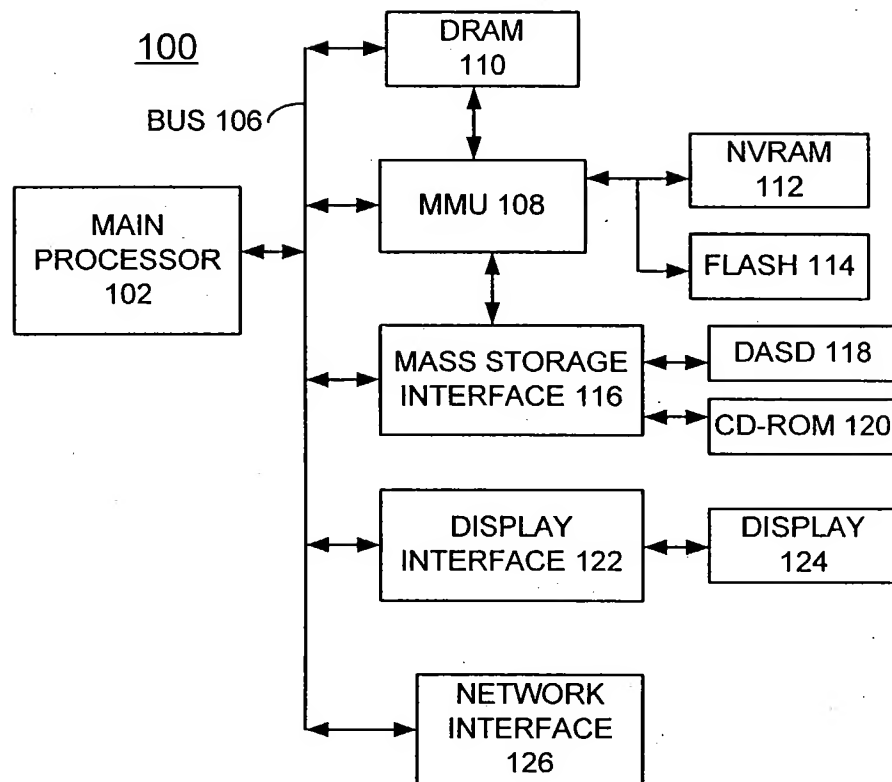 100
DRAM
110
BUS 106
NVRAM
112
MMU 108
MAIN
PROCESSOR
102
FLASH 114
MASS STORAGE
INTERFACE 116
DASD 118
CD-ROM 120
DISPLAY
INTERFACE 122
DISPLAY
124
NETWORK
INTERFACE
126